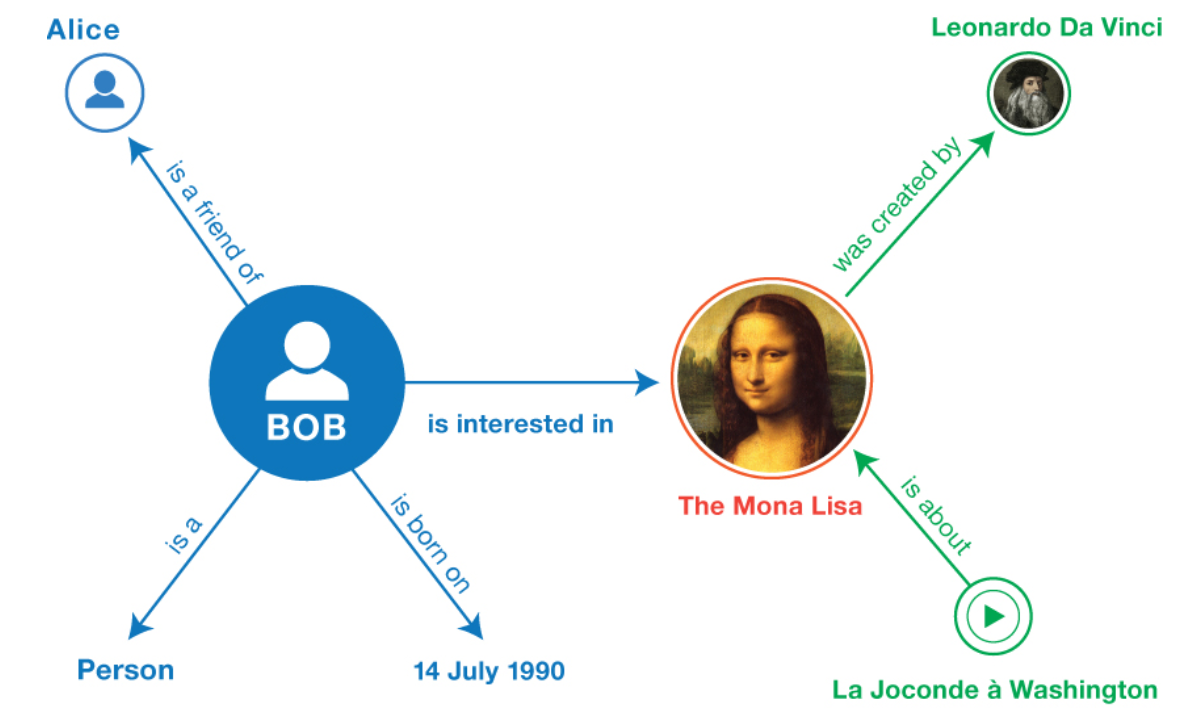 Alice
Leonardo Da Vinci
is a friend of
was created by
BOB
is interested in
The Mona Lisa
is a
is born on
is about
Person
14 July 1990
La Joconde à Washington